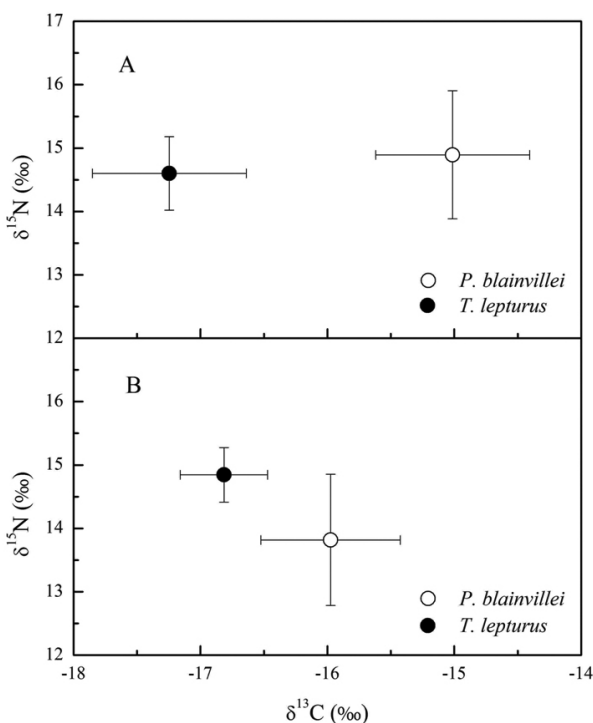 17
A
16
15
δ¹⁵N (‰)
14
13
P. blainvillei
T. lepturus
12
B
16
15
δ¹⁵N (‰)
14
13
P. blainvillei
T. lepturus
12
-18 -17 -16 -15 -14
δ¹³C (‰)